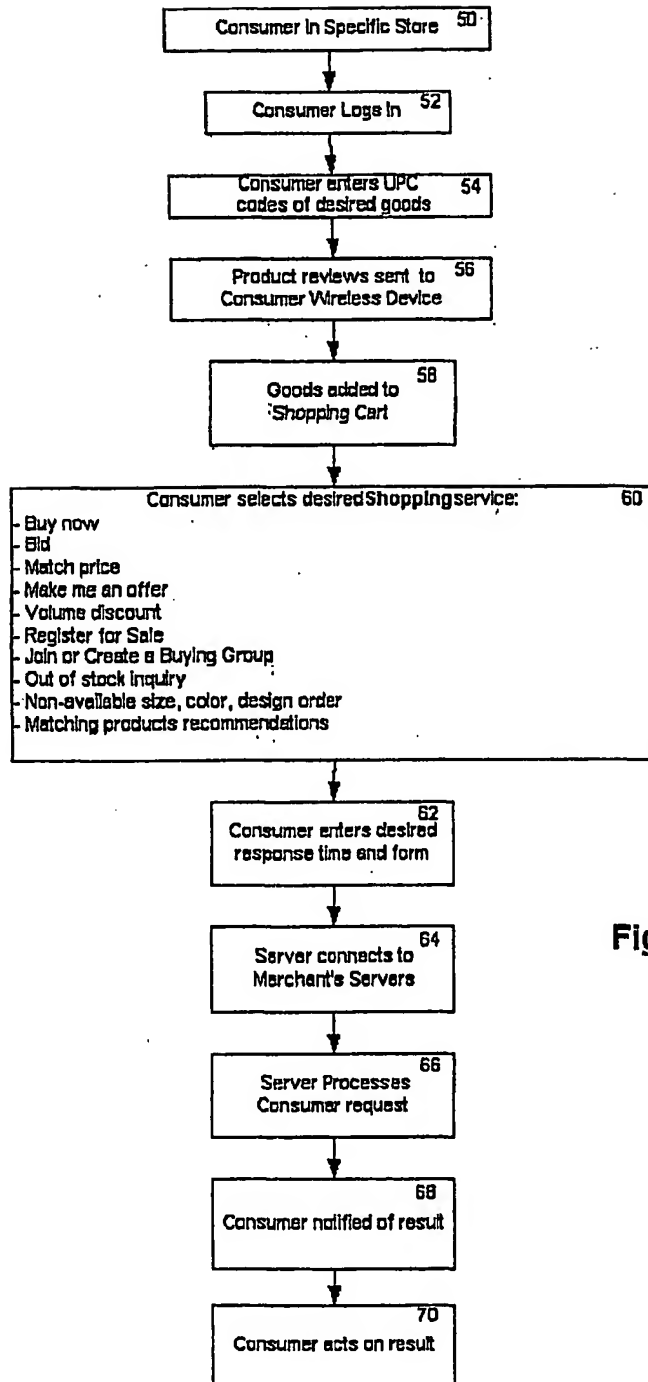 Consumer in Specific Store 50
Consumer Logs in 52
Consumer enters UPC 54
codes of desired goods
Product reviews sent to 56
Consumer Wireless Device
58
Goods added to
Shopping Cart
Consumer selects desired Shopping service: 60
- Buy now
- Bid
- Match price
- Make me an offer
- Volume discount
- Register for Sale
- Join or Create a Buying Group
- Out of stock inquiry
- Non-available size, color, design order
- Matching products recommendations
62
Consumer enters desired
response time and form
64
Server connects to
Merchant's Servers
66
Server Processes
Consumer request
68
Consumer notified of result
70
Consumer acts on result
Fig